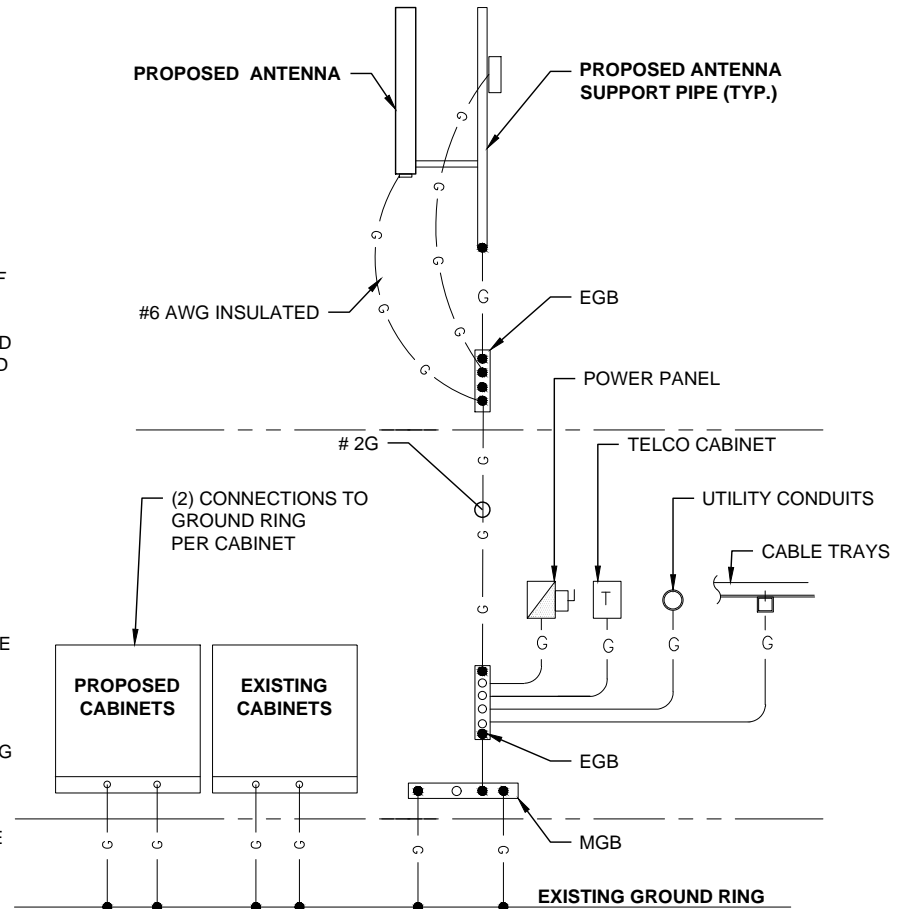 PROPOSED ANTENNA
PROPOSED ANTENNA
SUPPORT PIPE (TYP.)
G
G
G
G
G
G
G
G
F
#6 AWG INSULATED
EGB
D
D
POWER PANEL
# 2G
TELCO CABINET
(2) CONNECTIONS TO
GROUND RING
PER CABINET
UTILITY CONDUITS
CABLE TRAYS
G
G
G
T
G
G
G
G
E
PROPOSED
CABINETS
EXISTING
CABINETS
G
EGB
E
MGB
G
G
G
G
G
G
EXISTING GROUND RING